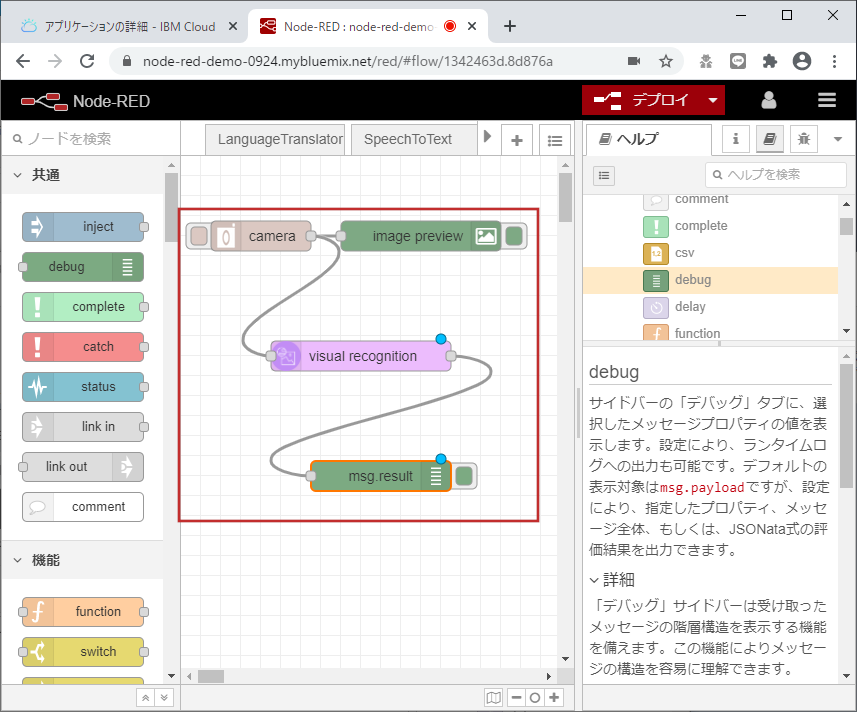 アプリケーションの詳細 - IBM Cloud
Node-RED : node-red-demo
node-red-demo-0924.mybluemix.net/red/#flow/1342463d.8d876a
Node-RED
デプロイ
ノードを検索
LanguageTranslator
SpeechToText
ヘルプ
共通
ヘルプを検索
inject
debug
complete
catch
status
link in
link out
comment
機能
function
switch
camera
image preview
visual recognition
msg.result
comment
complete
csv
debug
delay
function
debug
サイドバーの「デバッグ」タブに、選
択したメッセージプロパティの値を表
示します。設定により、ランタイムロ
グへの出力も可能です。デフォルトの
表示対象はmsg.payloadですが、設定
により、指定したプロパティ、メッセ
ージ全体、もしくは、JSONata式の評
価結果を出力できます。
詳細
「デバッグ」サイドバーは受け取った
メッセージの階層構造を表示する機能
を備えます。この機能によりメッセー
ジの構造を容易に理解できます。